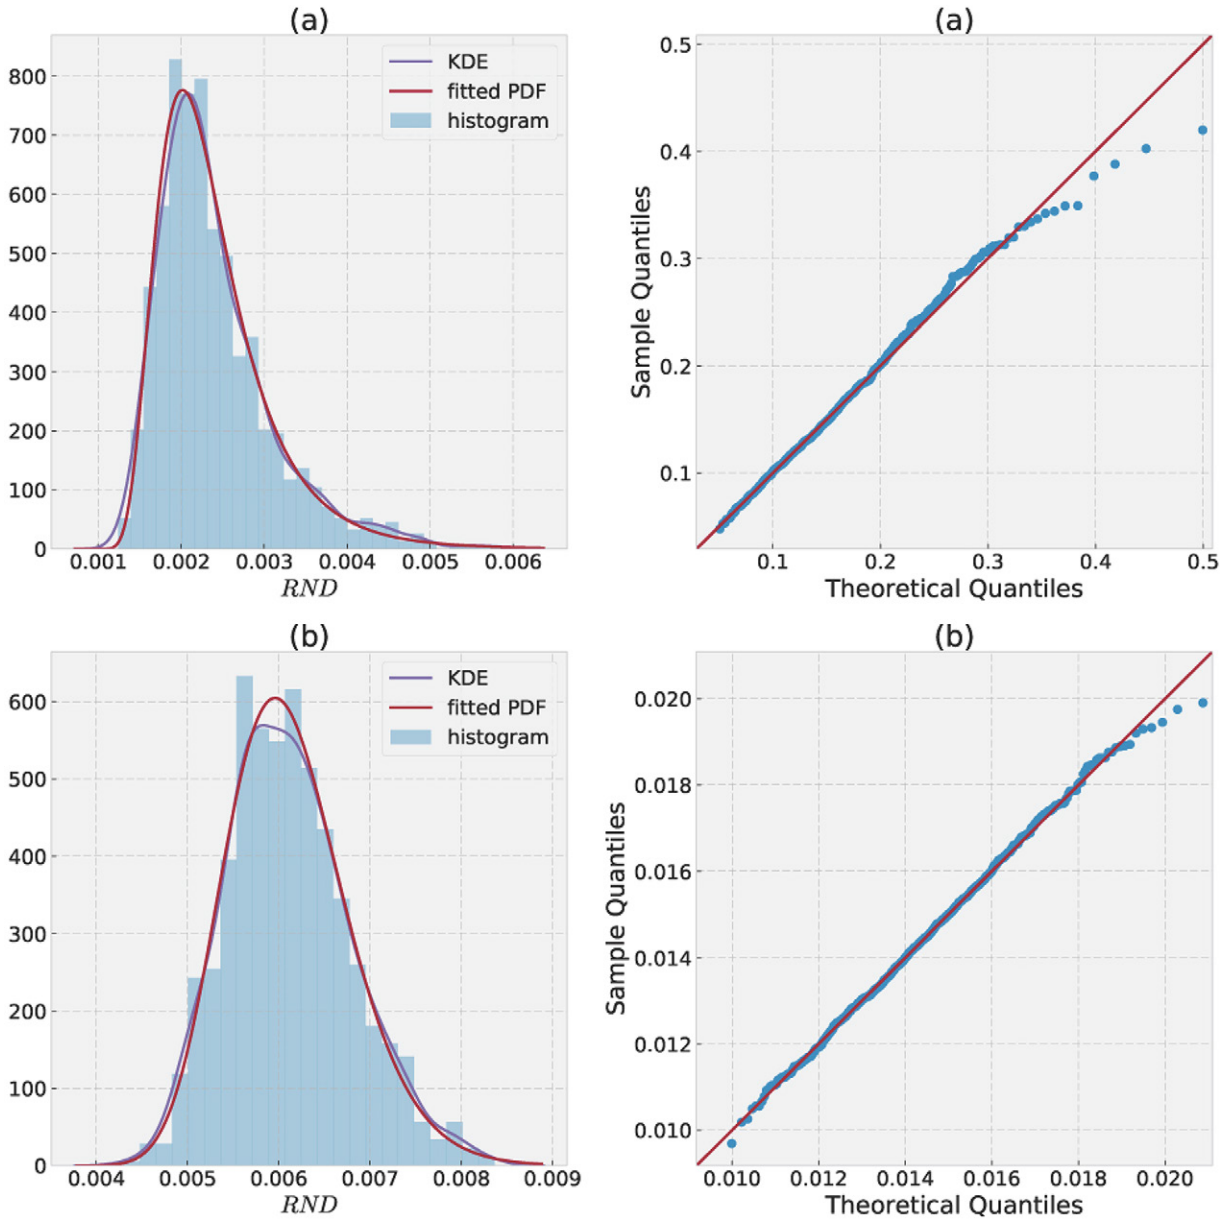 (a)
800
700
600
500
400
300
200
100
0
KDE
fitted PDF
histogram
0.001 0.002 0.003 0.004 0.005 0.006
RND
(a)
0.5
0.4
0.3
0.2
0.1
Sample Quantiles
0.1 0.2 0.3 0.4 0.5
Theoretical Quantiles
(b)
600
500
400
300
200
100
0
KDE
fitted PDF
histogram
0.004 0.005 0.006 0.007 0.008 0.009
RND
(b)
0.020
0.018
0.016
0.014
0.012
0.010
Sample Quantiles
0.010 0.012 0.014 0.016 0.018 0.020
Theoretical Quantiles